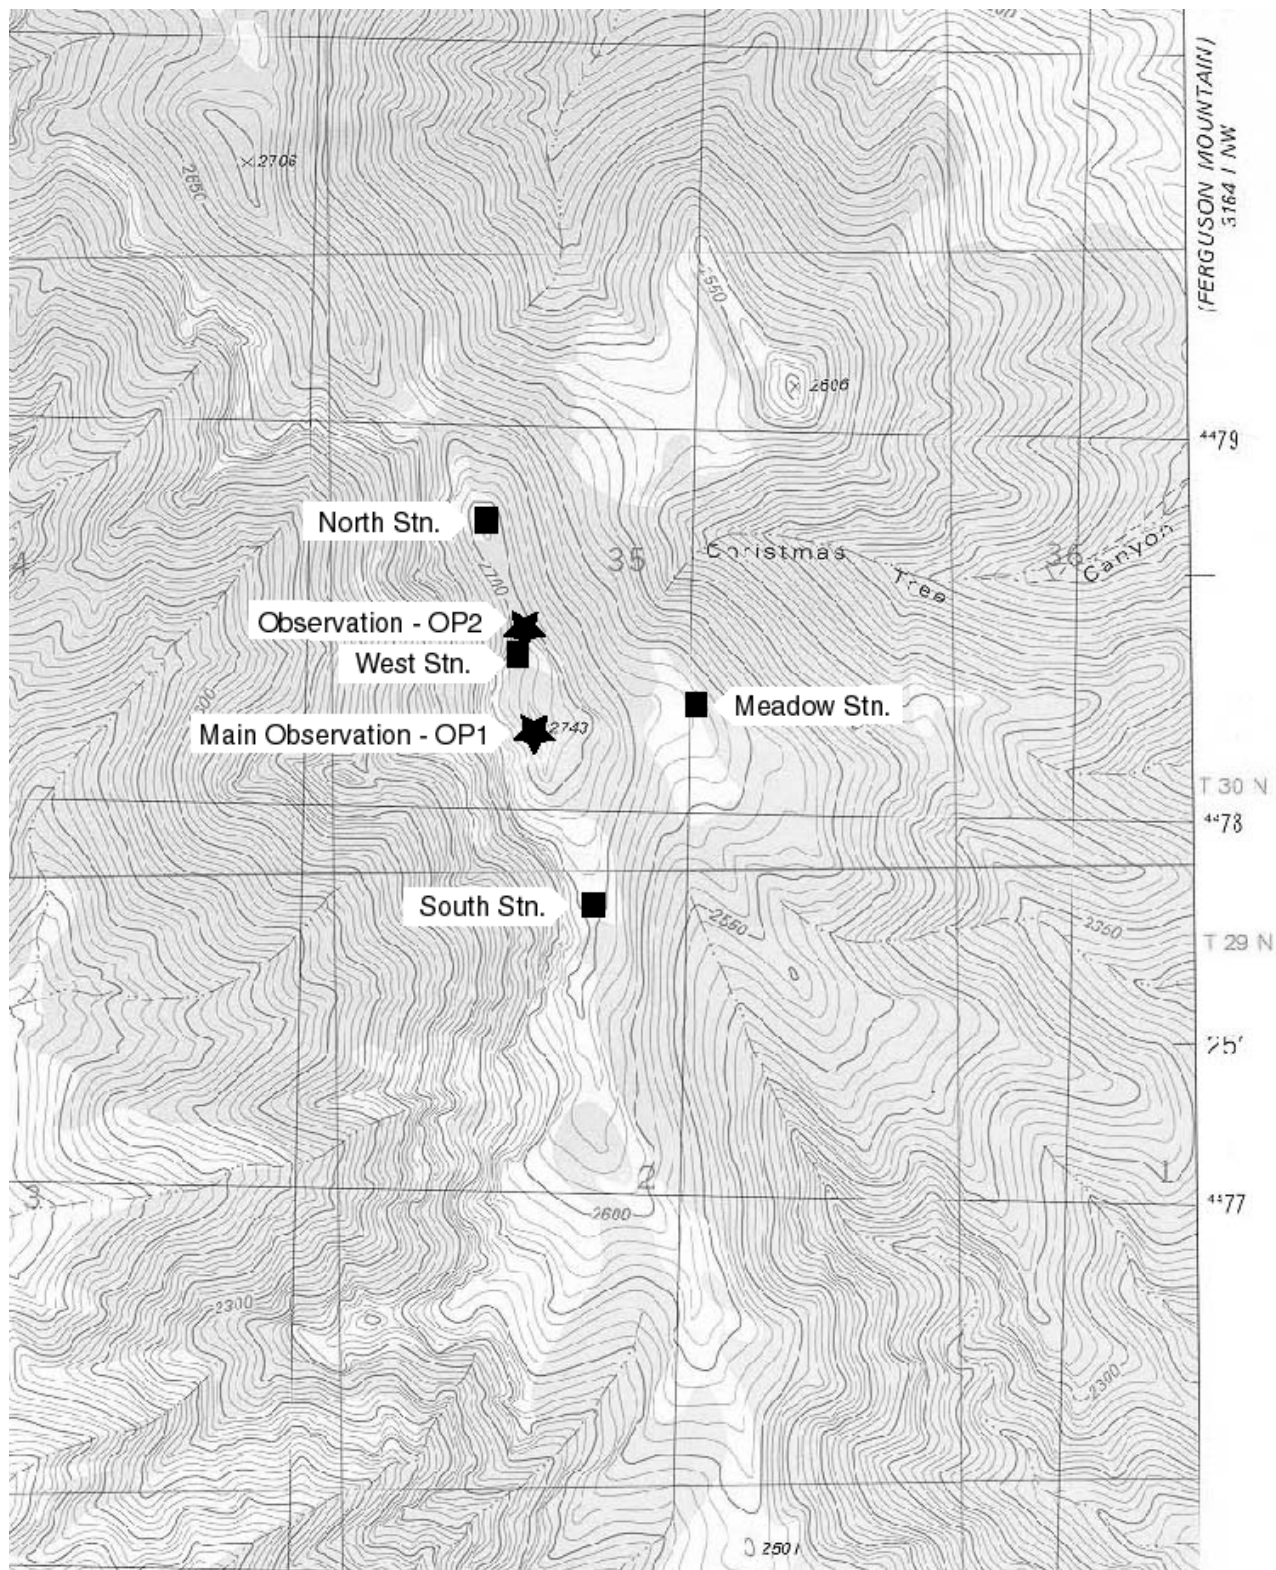 (FERGUSON MOUNTAIN)
3164 I NW
2706
2650
2550
2606
⁴⁴79
North Stn.
35
Christmas
36
Canyon
4
2700
Tree
Observation - OP2
West Stn.
Meadow Stn.
Main Observation - OP1
2743
T 30 N
⁴⁴78
South Stn.
2550
2350
T 29 N
25'
2
1
3
⁴⁴77
2600
2300
2300
2501